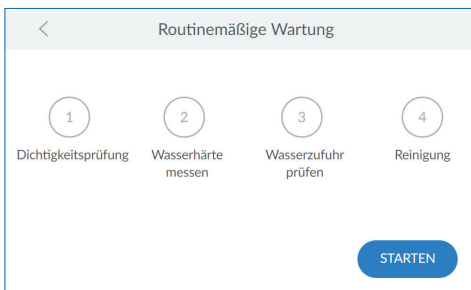 Routinemäßige Wartung
1
2
3
4
Dichtigkeitsprüfung
Wasserhärte
messen
Wasserzufuhr
prüfen
Reinigung
STARTEN